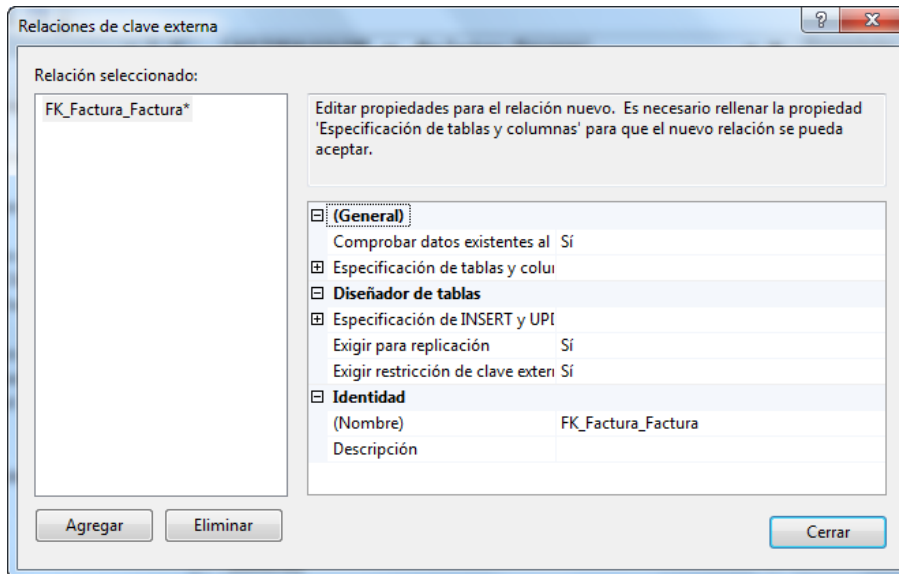 Relaciones de clave externa
Relación seleccionado:
FK_Factura_Factura*
Editar propiedades para el relación nuevo. Es necesario rellenar la propiedad
'Especificación de tablas y columnas' para que el nuevo relación se pueda
aceptar.
(General)
Comprobar datos existentes al Sí
Especificación de tablas y colu
Diseñador de tablas
Especificación de INSERT y UPD
Exigir para replicación Sí
Exigir restricción de clave exter Sí
Identidad
(Nombre) FK_Factura_Factura
Descripción
Agregar Eliminar
Cerrar